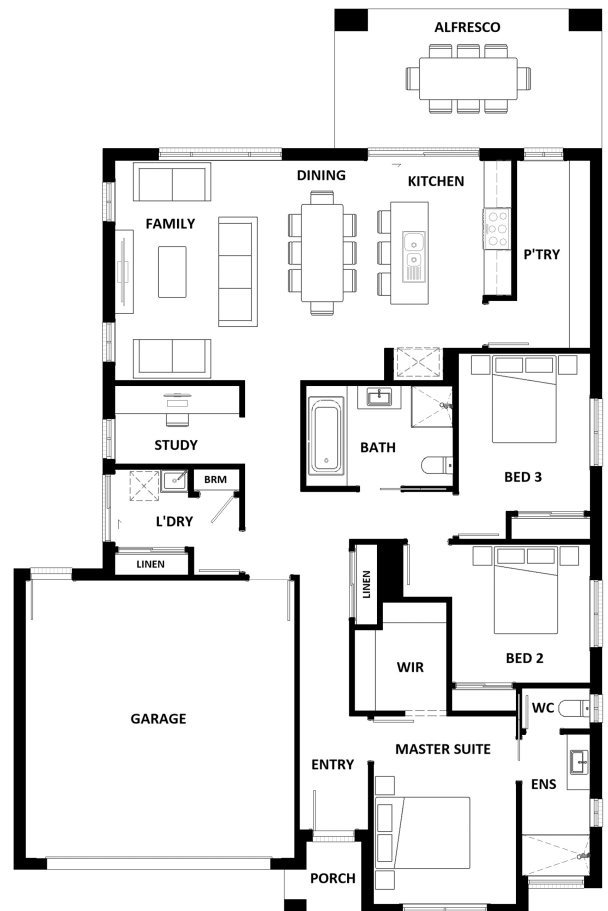 ALFRESCO
DINING
KITCHEN
FAMILY
P'TRY
STUDY
BATH
BED 3
BRM
L'DRY
LINEN
LINEN
BED 2
WIR
WC
GARAGE
MASTER SUITE
ENTRY
ENS
PORCH